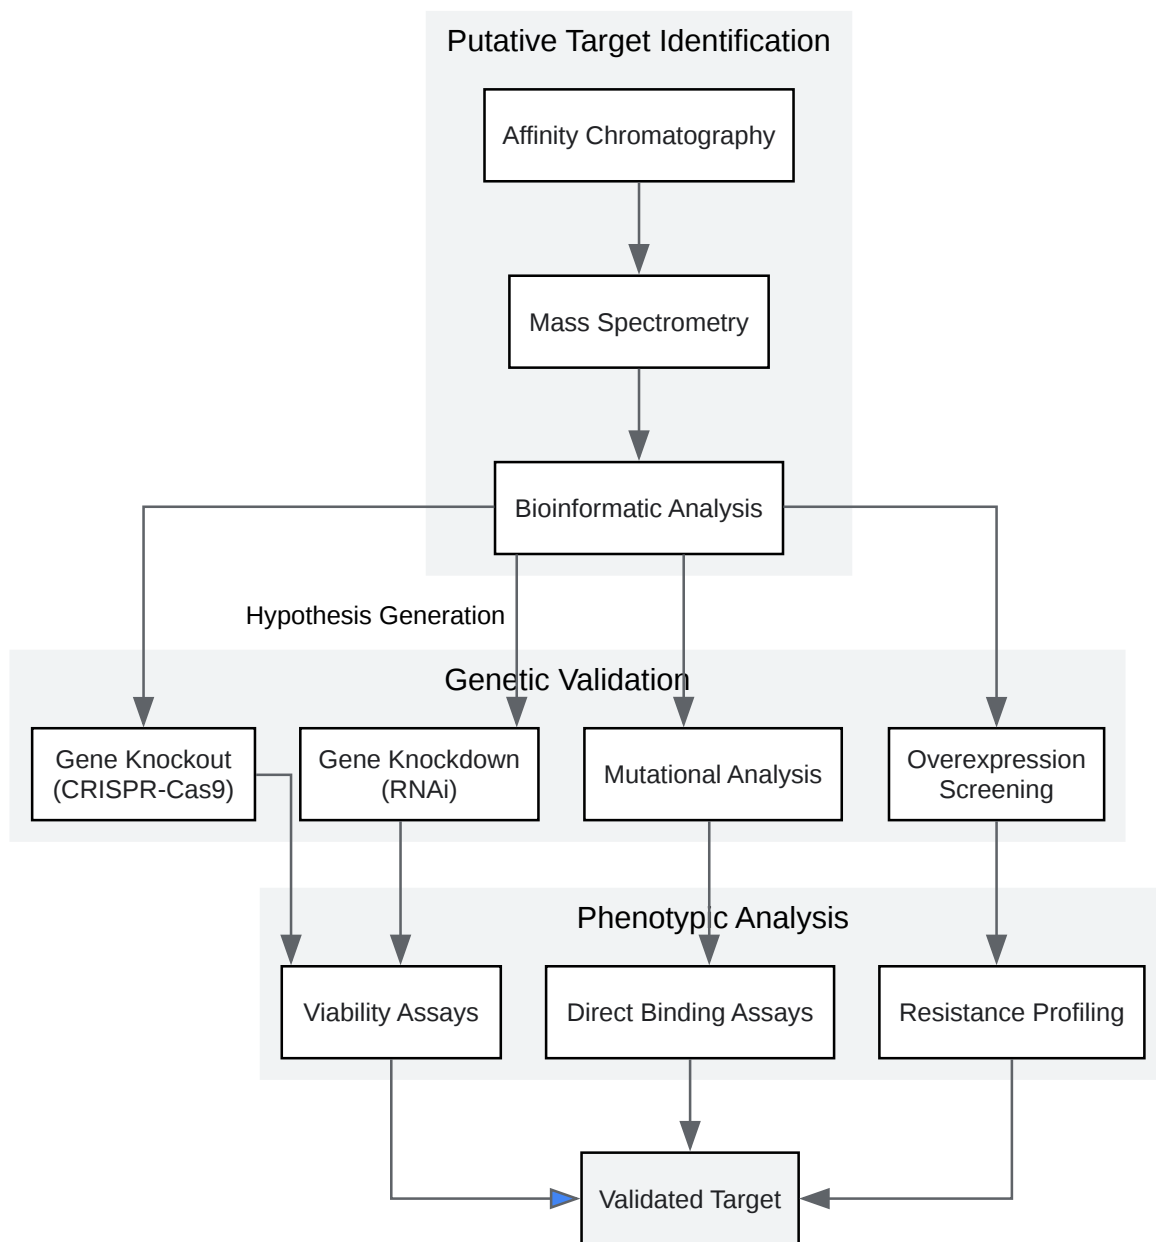 Putative Target Identification
Affinity Chromatography
Mass Spectrometry
Bioinformatic Analysis
Hypothesis Generation
Genetic Validation
Gene Knockout
(CRISPR-Cas9)
Gene Knockdown
(RNAi)
Mutational Analysis
Overexpression
Screening
Phenotypic Analysis
Viability Assays
Direct Binding Assays
Resistance Profiling
Validated Target